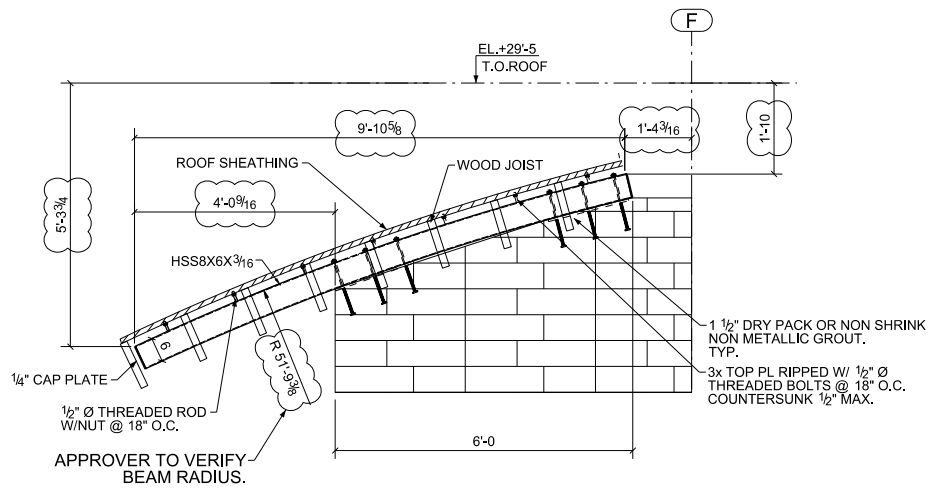 F
EL.+29'-5
T.O.ROOF
9'-10 5/8
1'-4 3/16
1'-10
ROOF SHEATHING
WOOD JOIST
4'-0 9/16
5'-3 3/4
HSS8X6X3/16
6
R 51'-9 3/8
1/4" CAP PLATE
1 1/2" DRY PACK OR NON SHRINK
NON METALLIC GROUT.
TYP.
3x TOP PL RIPPED W/ 1/2" Ø
THREADED BOLTS @ 18" O.C.
COUNTERSUNK 1/2" MAX.
1/2" Ø THREADED ROD
W/NUT @ 18" O.C.
6'-0
APPROVER TO VERIFY
BEAM RADIUS.